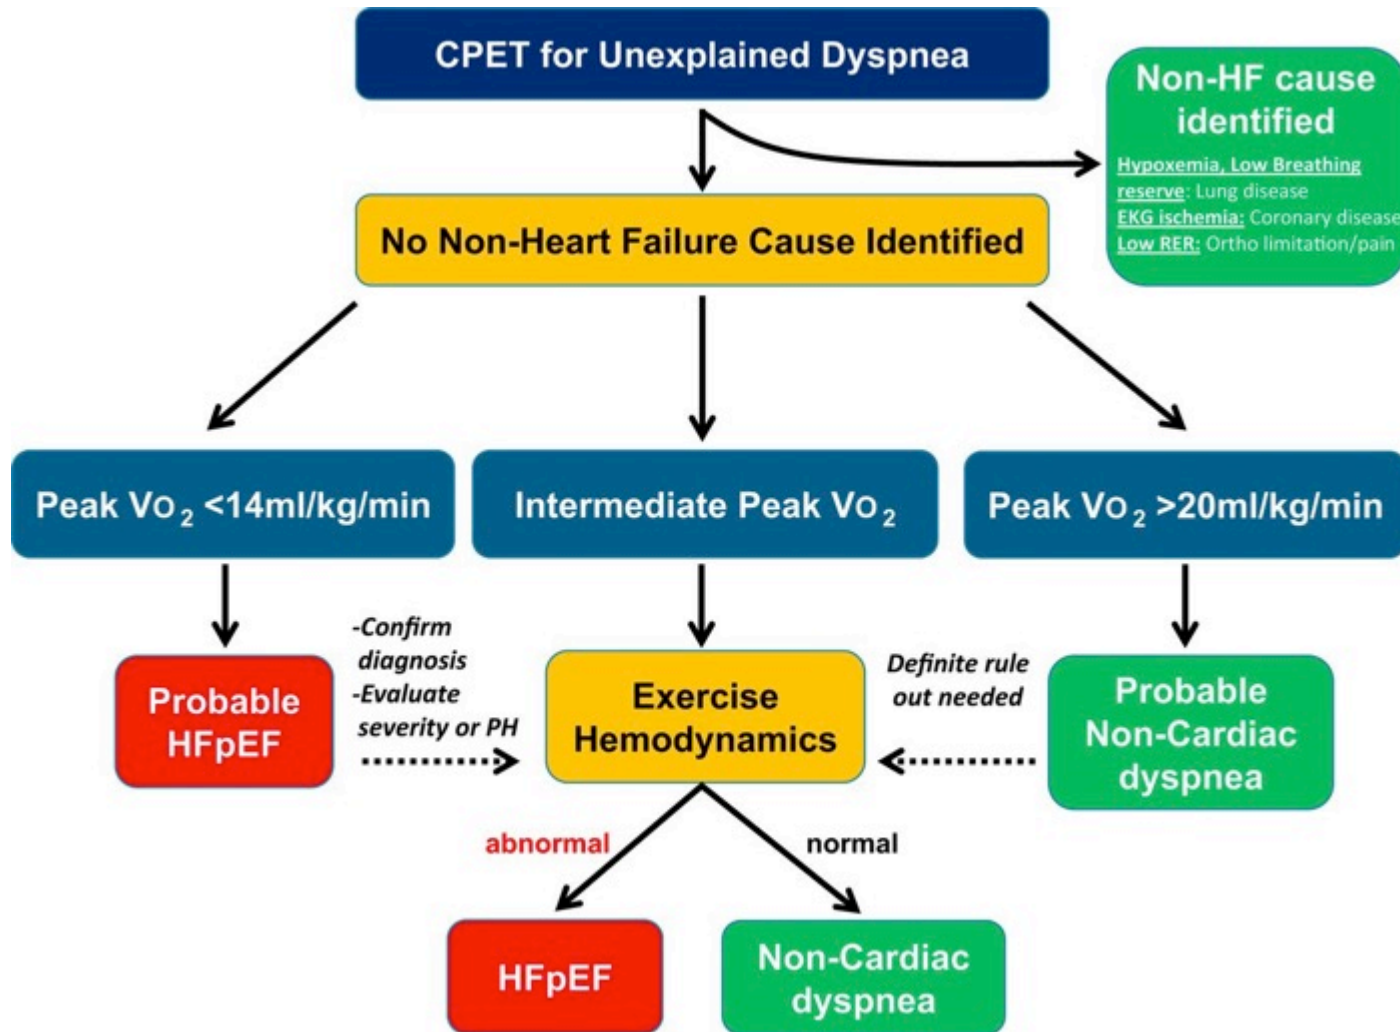 CPET for Unexplained Dyspnea
Non-HF cause
identified
Hypoxemia, Low Breathing
reserve: Lung disease
EKG ischemia: Coronary disease
Low RER: Ortho limitation/pain
No Non-Heart Failure Cause Identified
Peak VO₂ <14ml/kg/min
Intermediate Peak VO₂
Peak VO₂ >20ml/kg/min
Probable
HFpEF
-Confirm
diagnosis
-Evaluate
severity or PH
Exercise
Hemodynamics
Definite rule
out needed
Probable
Non-Cardiac
dyspnea
abnormal
normal
HFpEF
Non-Cardiac
dyspnea